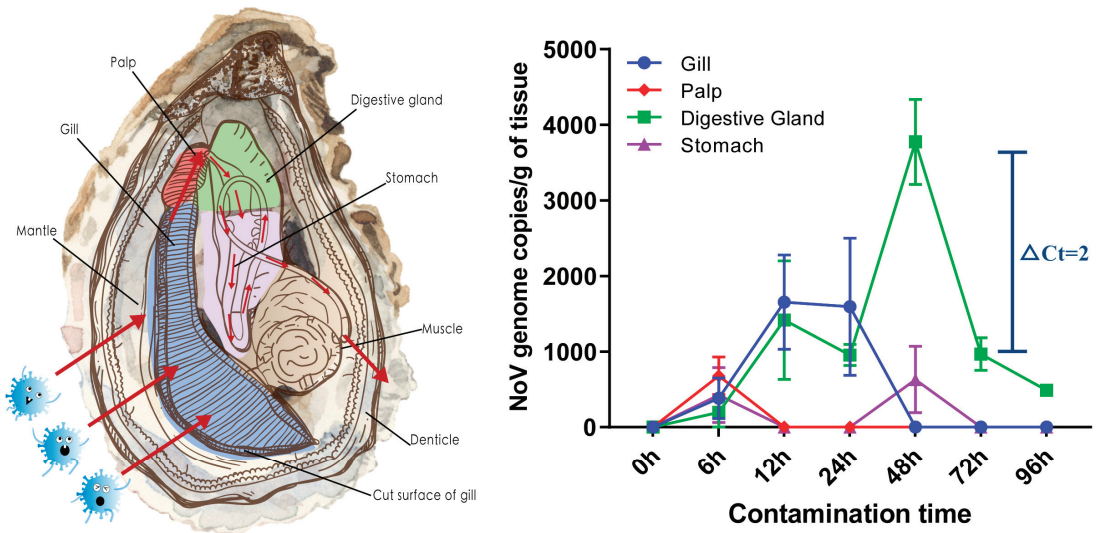 Palp
Gill
Mantle
Digestive gland
Stomach
Muscle
Denticle
Cut surface of gill
NoV genome copies/g of tissue
5000
4000
3000
2000
1000
0
Gill
Palp
Digestive Gland
Stomach
△Ct=2
0h
6h
12h
24h
48h
72h
96h
Contamination time